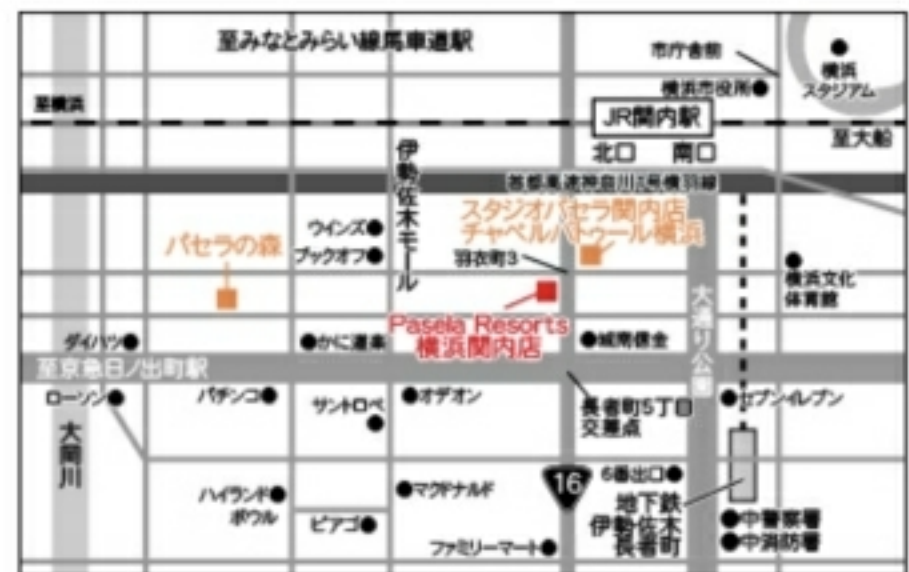 至みなとみらい線馬車道駅
市庁舎前
横浜市役所
横浜
スタジアム
至横浜
JR関内駅
至大船
北口 南口
首都高速神奈川1号横羽線
伊勢佐木モール
スタジオパセラ関内店
チャペルパトゥール横浜
ウインズ
パセラの森
ブックオフ
羽衣町3
横浜文化
体育館
大通り公園
Pasela Resorts
横浜関内店
ダイハツ
かに道楽
城南信金
至京急日ノ出町駅
ローソン
パチンコ
サントロペ
オデオン
長者町5丁目
交差点
セブンイレブン
大岡川
ハイランド
ボウル
マクドナルド
16
6番出口
地下鉄
伊勢佐木
長者町
ピアゴ
ファミリーマート
中警察署
中消防署